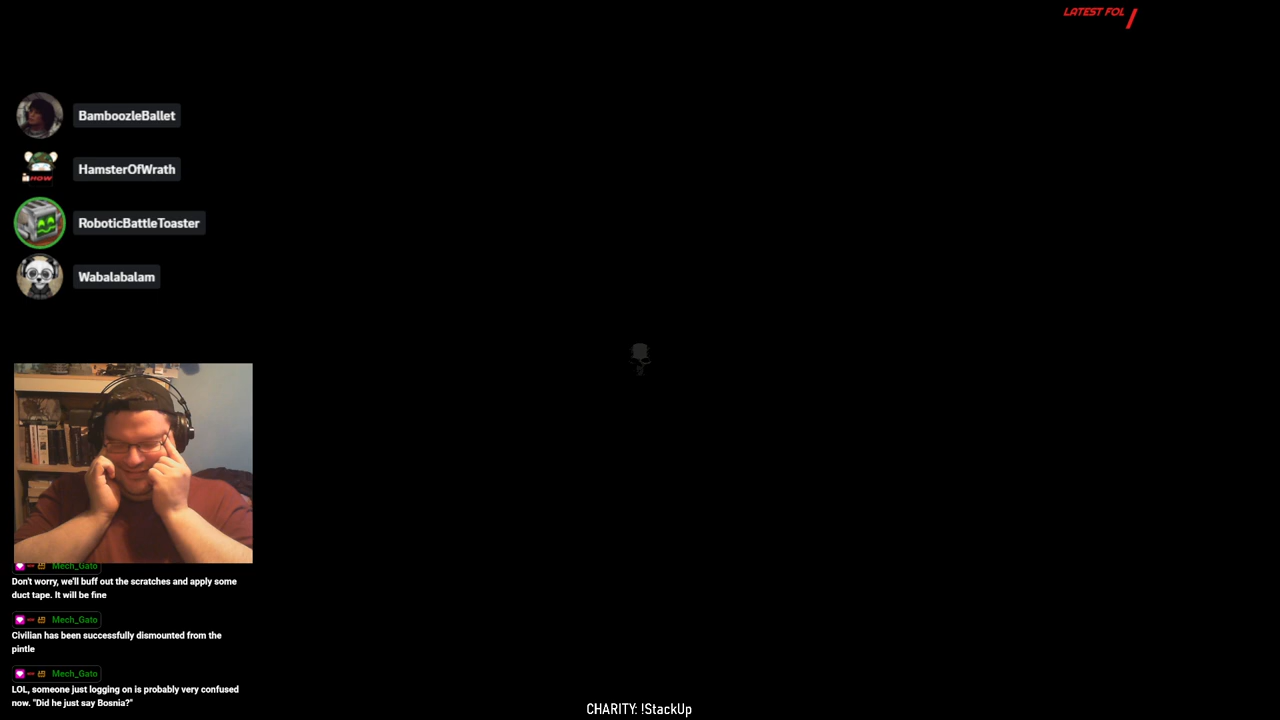 LATEST FOL
BamboozleBallet
HamsterOfWrath
HOW
RoboticBattleToaster
Wabalabalam
Mech_Gato
Don't worry, we'll buff out the scratches and apply some
duct tape. It will be fine
Mech_Gato
Civilian has been successfully dismounted from the
pintle
Mech_Gato
LOL, someone just logging on is probably very confused
now. "Did he just say Bosnia?"
CHARITY: !StackUp